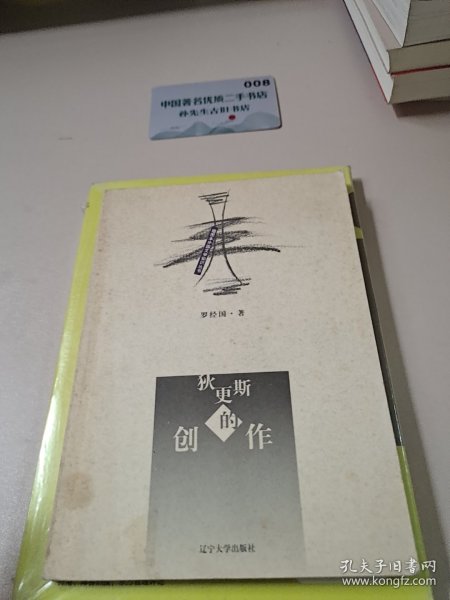 008
中国著名优质二手书店
孙先生古旧书店
罗经国·著
狄更斯
的
创作
辽宁大学出版社
孔夫子旧书网
www.kongfz.com